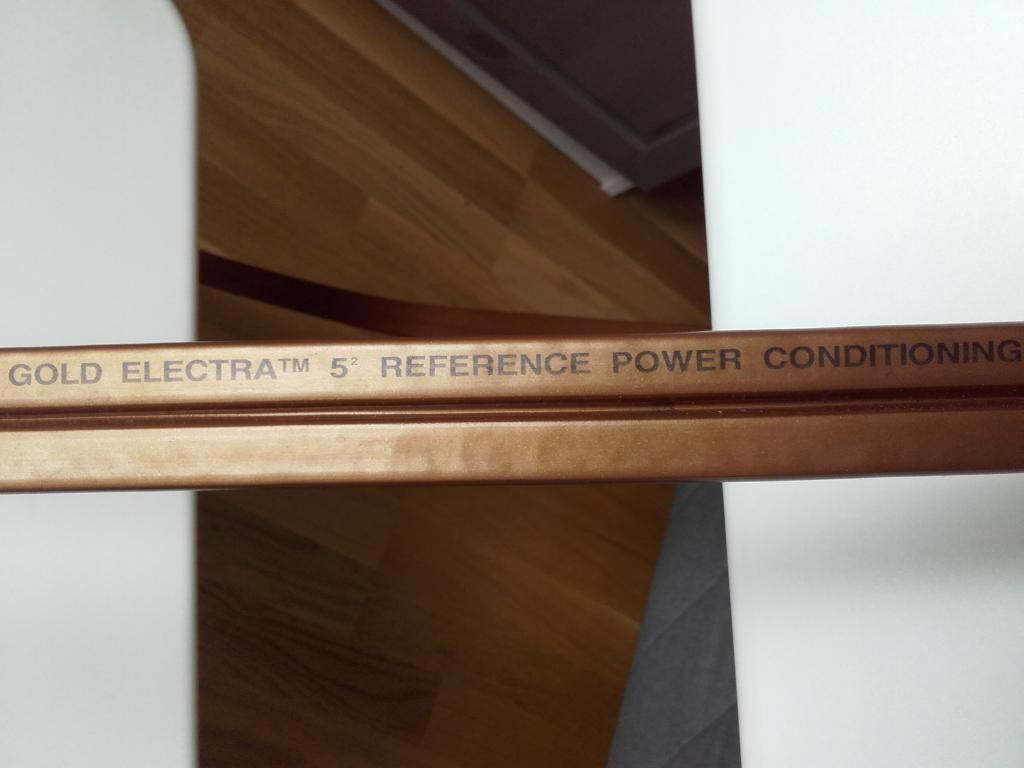 GOLD ELECTRA™ 5² REFERENCE POWER CONDITIONING